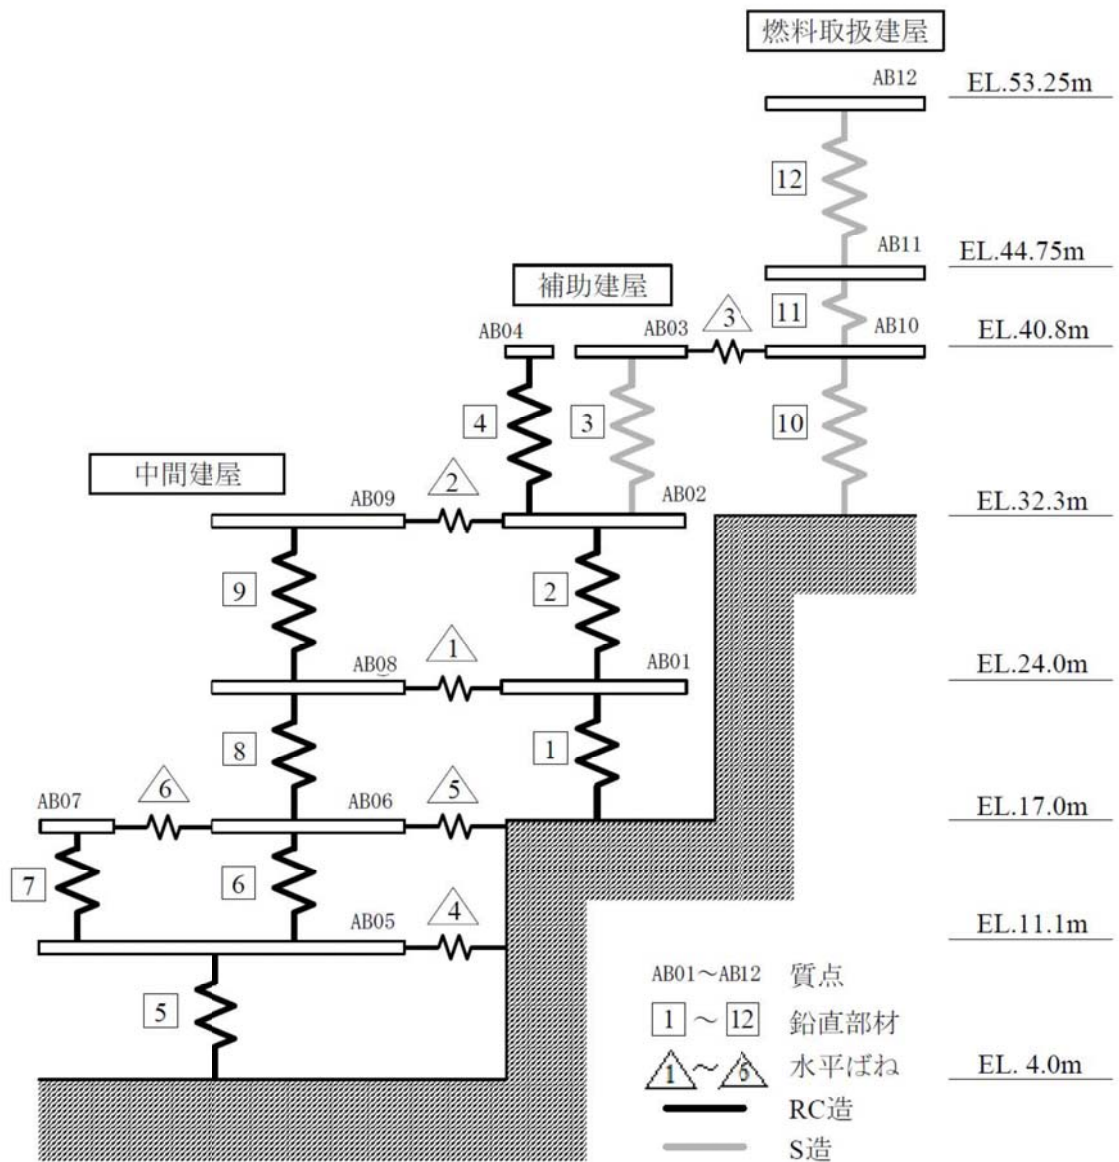 燃料取扱建屋
AB12
EL.53.25m
12
AB11
EL.44.75m
補助建屋
11
AB04
AB03
3
AB10
EL.40.8m
4
3
10
中間建屋
2
AB09
AB02
EL.32.3m
9
2
AB08
1
AB01
EL.24.0m
8
1
AB07
6
AB06
5
EL.17.0m
7
6
AB05
4
EL.11.1m
5
AB01～AB12 質点
1 ～ 12 鉛直部材
1～6 水平ばね
EL. 4.0m
RC造
S造